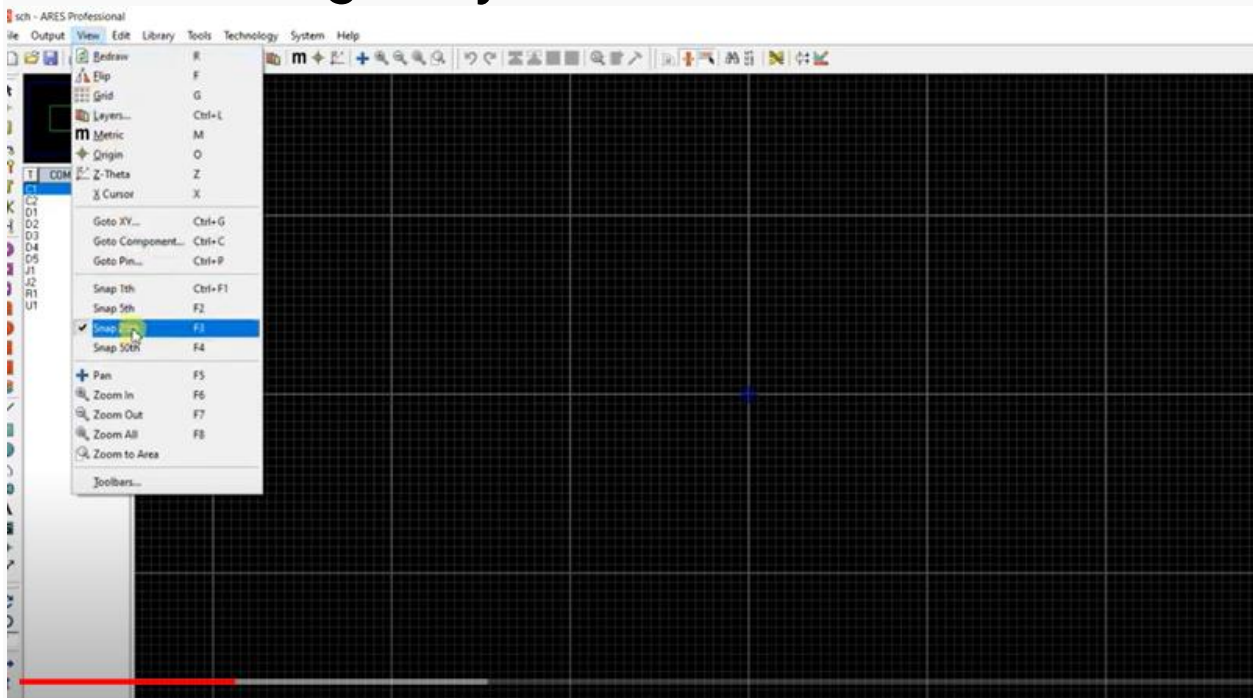 sch - ARES Professional
Output View Edit Library Tools Technology System Help
Redraw R
Flip F
Grid G
Layers... Ctrl+L
m Metric M
Origin O
Z-Theta Z
X Cursor X
Goto XY... Ctrl+G
Goto Component... Ctrl+C
Goto Pin... Ctrl+P
Snap 1th Ctrl+F1
Snap 5th F2
Snap F3
Snap 50th F4
Pan F5
Zoom In F6
Zoom Out F7
Zoom All F8
Zoom to Area
Toolbars...
m
T
C1
C2
D1
D2
D3
D4
D5
J1
J2
R1
U1